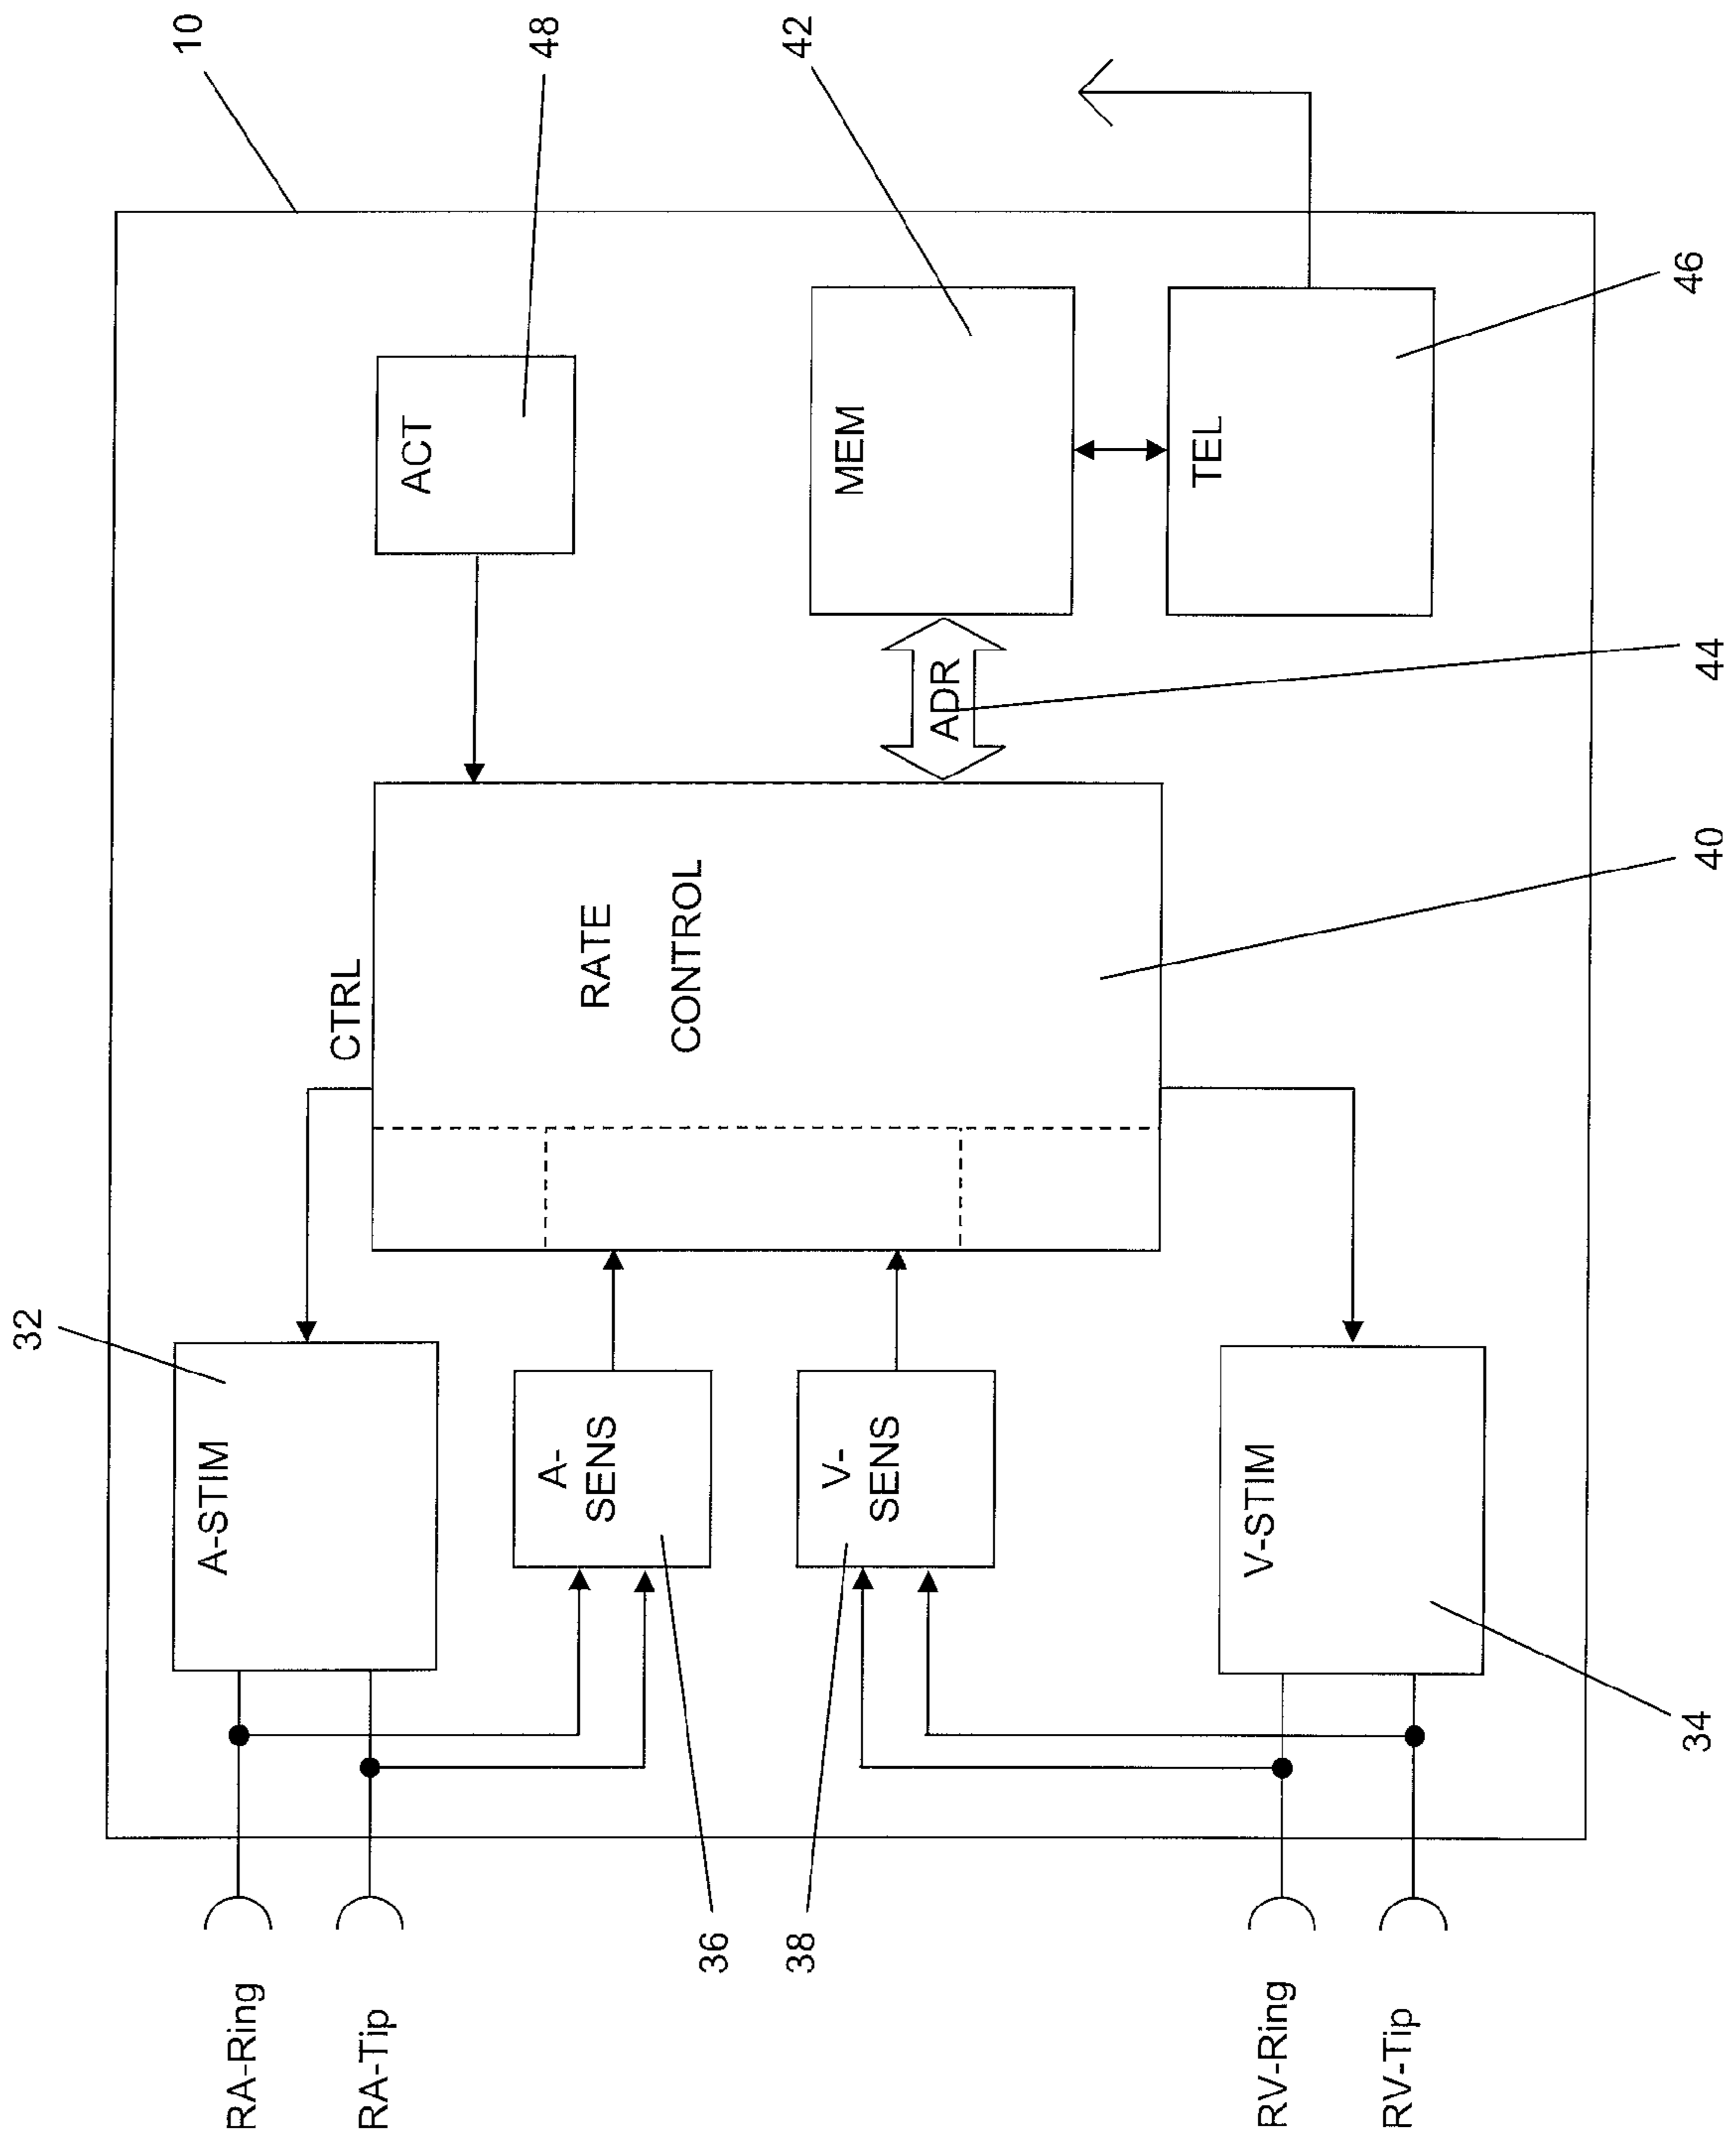 RA-Ring
RA-Tip
RV-Ring
RV-Tip
32
A-STIM
A-
SENS
36
V-
SENS
38
V-STIM
34
CTRL
RATE
CONTROL
40
ADR
44
ACT
48
MEM
42
TEL
46
10